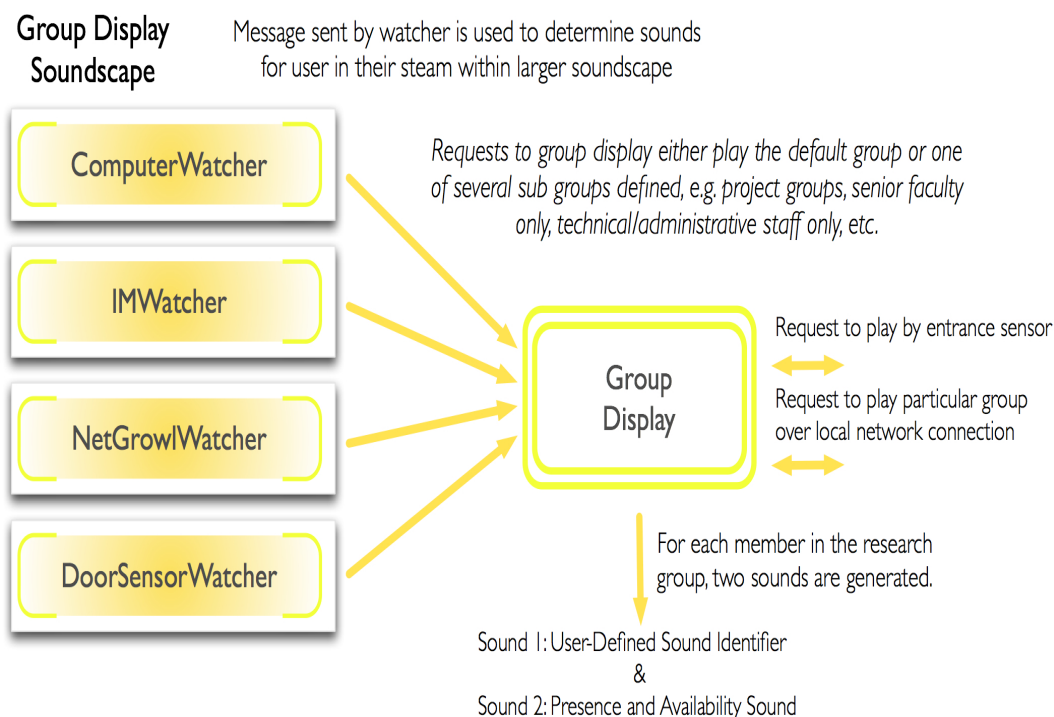 Group Display
Soundscape
Message sent by watcher is used to determine sounds
for user in their steam within larger soundscape
ComputerWatcher
Requests to group display either play the default group or one
of several sub groups defined, e.g. project groups, senior faculty
only, technical/administrative staff only, etc.
IMWatcher
NetGrowlWatcher
DoorSensorWatcher
Group
Display
Request to play by entrance sensor
Request to play particular group
over local network connection
For each member in the research
group, two sounds are generated.
Sound 1: User-Defined Sound Identifier
&
Sound 2: Presence and Availability Sound